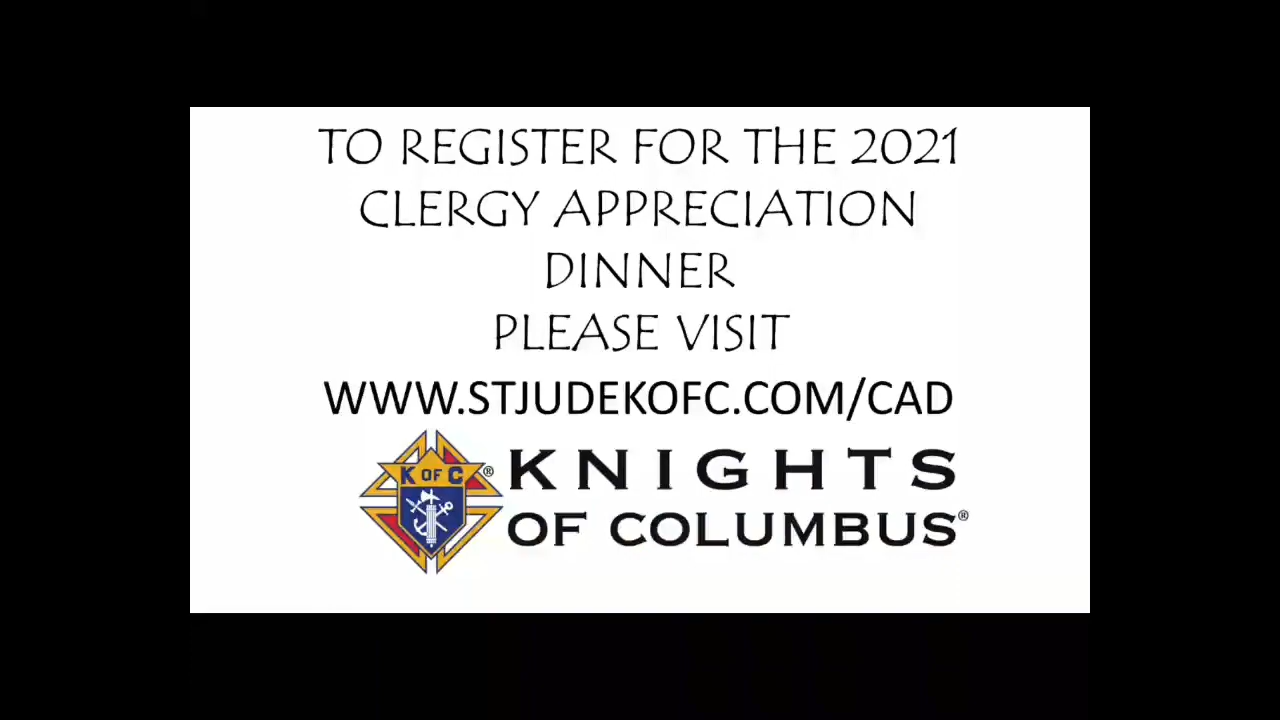 TO REGISTER FOR THE 2021
CLERGY APPRECIATION
DINNER
PLEASE VISIT
WWW.STJUDEKOFC.COM/CAD
K OF C®
KNIGHTS
OF COLUMBUS®